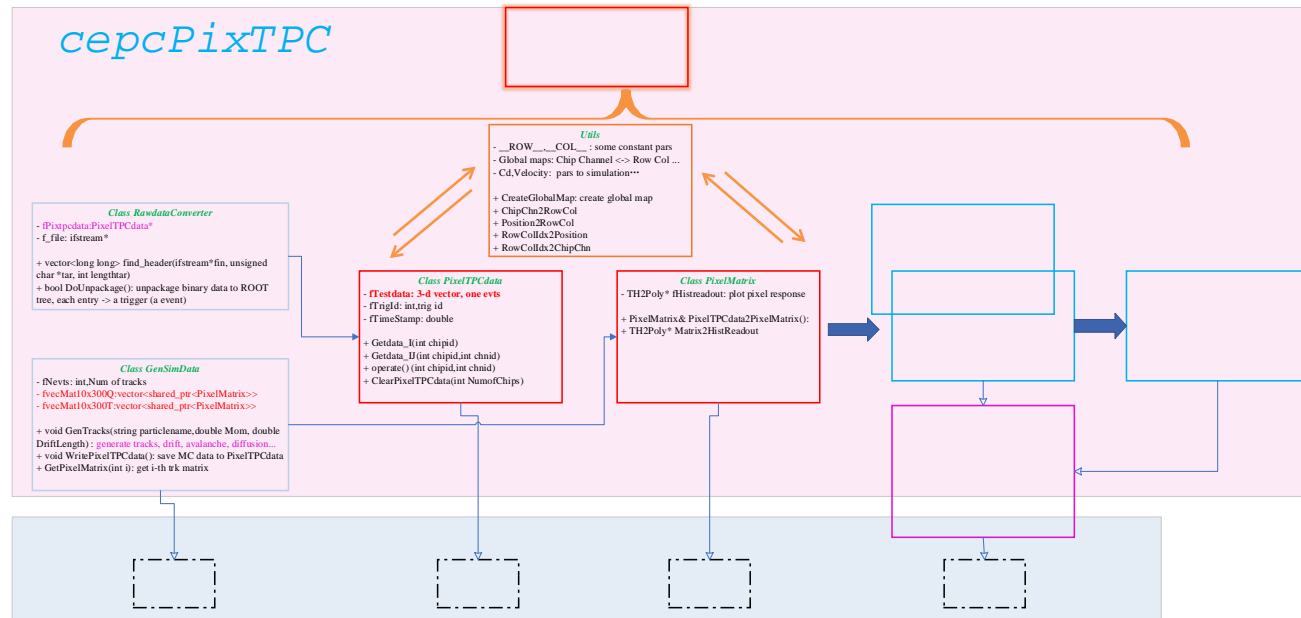 cepcPixTPC
Utils
- __ROW__,__COL__ : some constant pars
- Global maps: Chip Channel <-> Row Col ...
- Cd,Velocity: pars to simulation···
+ CreateGlobalMap: create global map
+ ChipChn2RowCol
+ Position2RowCol
+ RowColIdx2Position
+ RowColIdx2ChipChn
Class RawdataConverter
- fPixtpcdata:PixelTPCdata*
- f_file: ifstream*
+ vector<long long> find_header(ifstream*fin, unsigned
char *tar, int lengthtar)
+ bool DoUnpackage(): unpackage binary data to ROOT
tree, each entry -> a trigger (a event)
Class PixelTPCdata
- fTestdata: 3-d vector, one evts
- fTrigId: int,trig id
- fTimeStamp: double
+ Getdata_I(int chipid)
+ Getdata_IJ(int chipid,int chnid)
+ operate() (int chipid,int chnid)
+ ClearPixelTPCdata(int NumofChips)
Class PixelMatrix
- TH2Poly* fHistreadout: plot pixel response
+ PixelMatrix& PixelTPCdata2PixelMatrix():
+ TH2Poly* Matrix2HistReadout
Class GenSimData
- fNevts: int,Num of tracks
- fvecMat10x300Q:vector<shared_ptr<PixelMatrix>>
- fvecMat10x300T:vector<shared_ptr<PixelMatrix>>
+ void GenTracks(string particlename,double Mom, double
DriftLength) : generate tracks, drift, avalanche, diffusion...
+ void WritePixelTPCdata(): save MC data to PixelTPCdata
+ GetPixelMatrix(int i): get i-th trk matrix